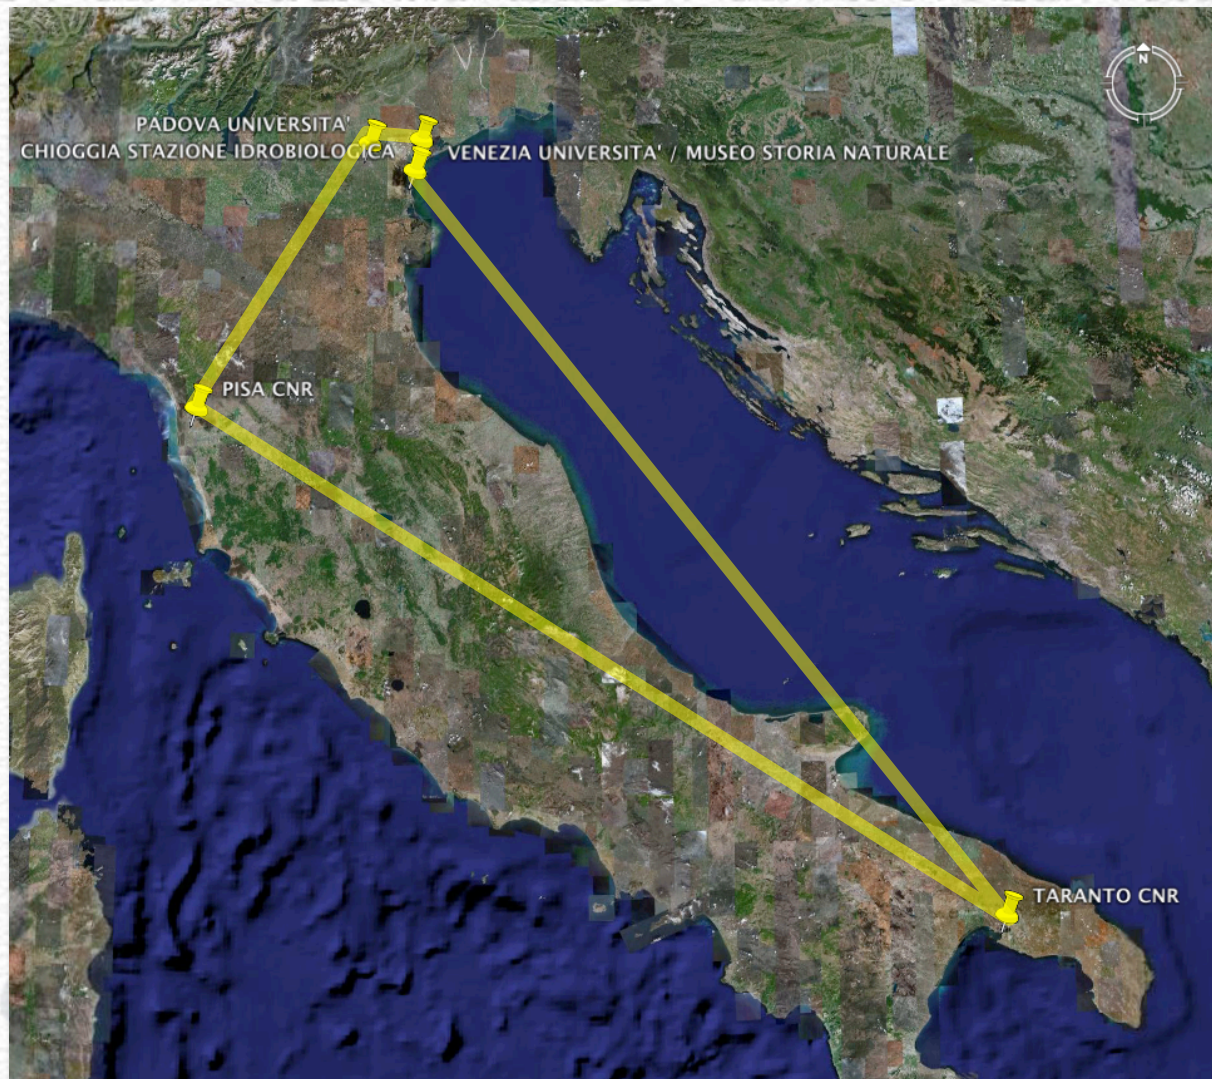 N
PADOVA UNIVERSITA'
CHIOGGIA STAZIONE IDROBIOLOGICA
VENEZIA UNIVERSITA' / MUSEO STORIA NATURALE
PISA CNR
TARANTO CNR